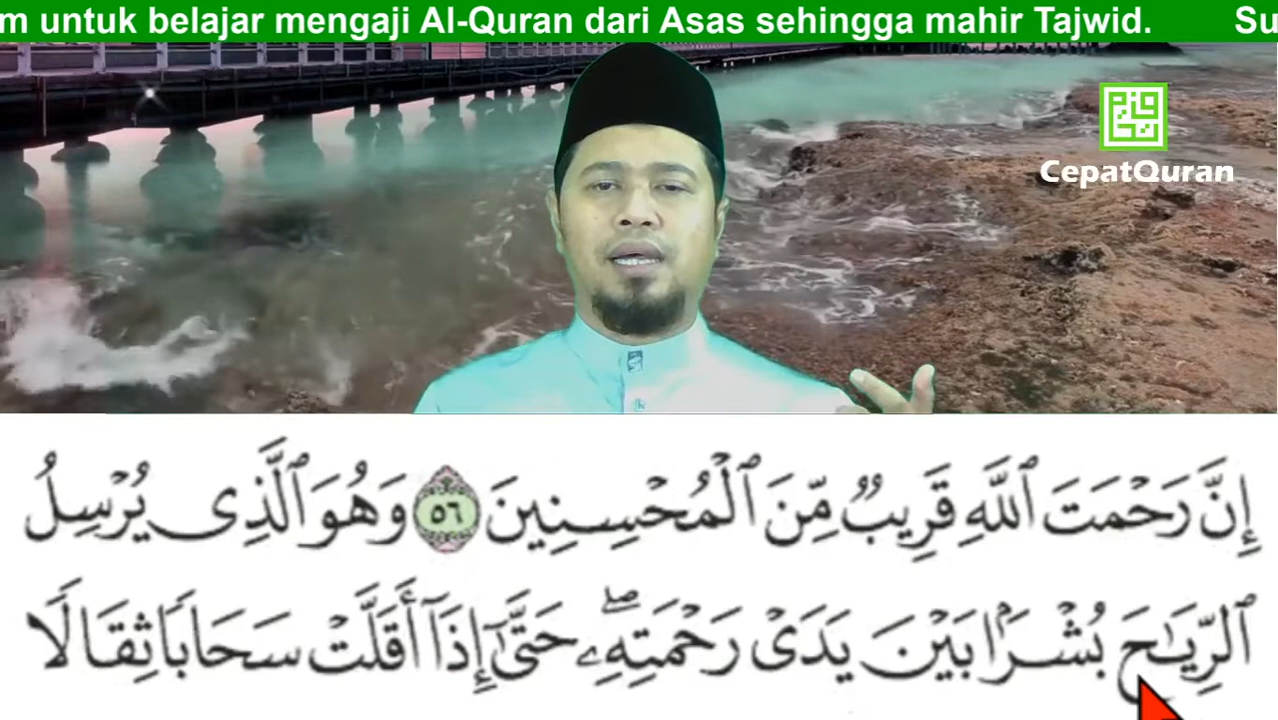 m untuk belajar mengaji Al-Quran dari Asas sehingga mahir Tajwid. Su
CepatQuran
إِنَّ رَحْمَتَ ٱللَّهِ قَرِيبٌ مِّنَ ٱلْمُحْسِنِينَ ٥٦ وَهُوَ ٱلَّذِى يُرْسِلُ
ٱلرِّيَـٰحَ بُشْرًۢا بَيْنَ يَدَىْ رَحْمَتِهِۦ ۖ حَتَّىٰٓ إِذَآ أَقَلَّتْ سَحَابًا ثِقَالًا